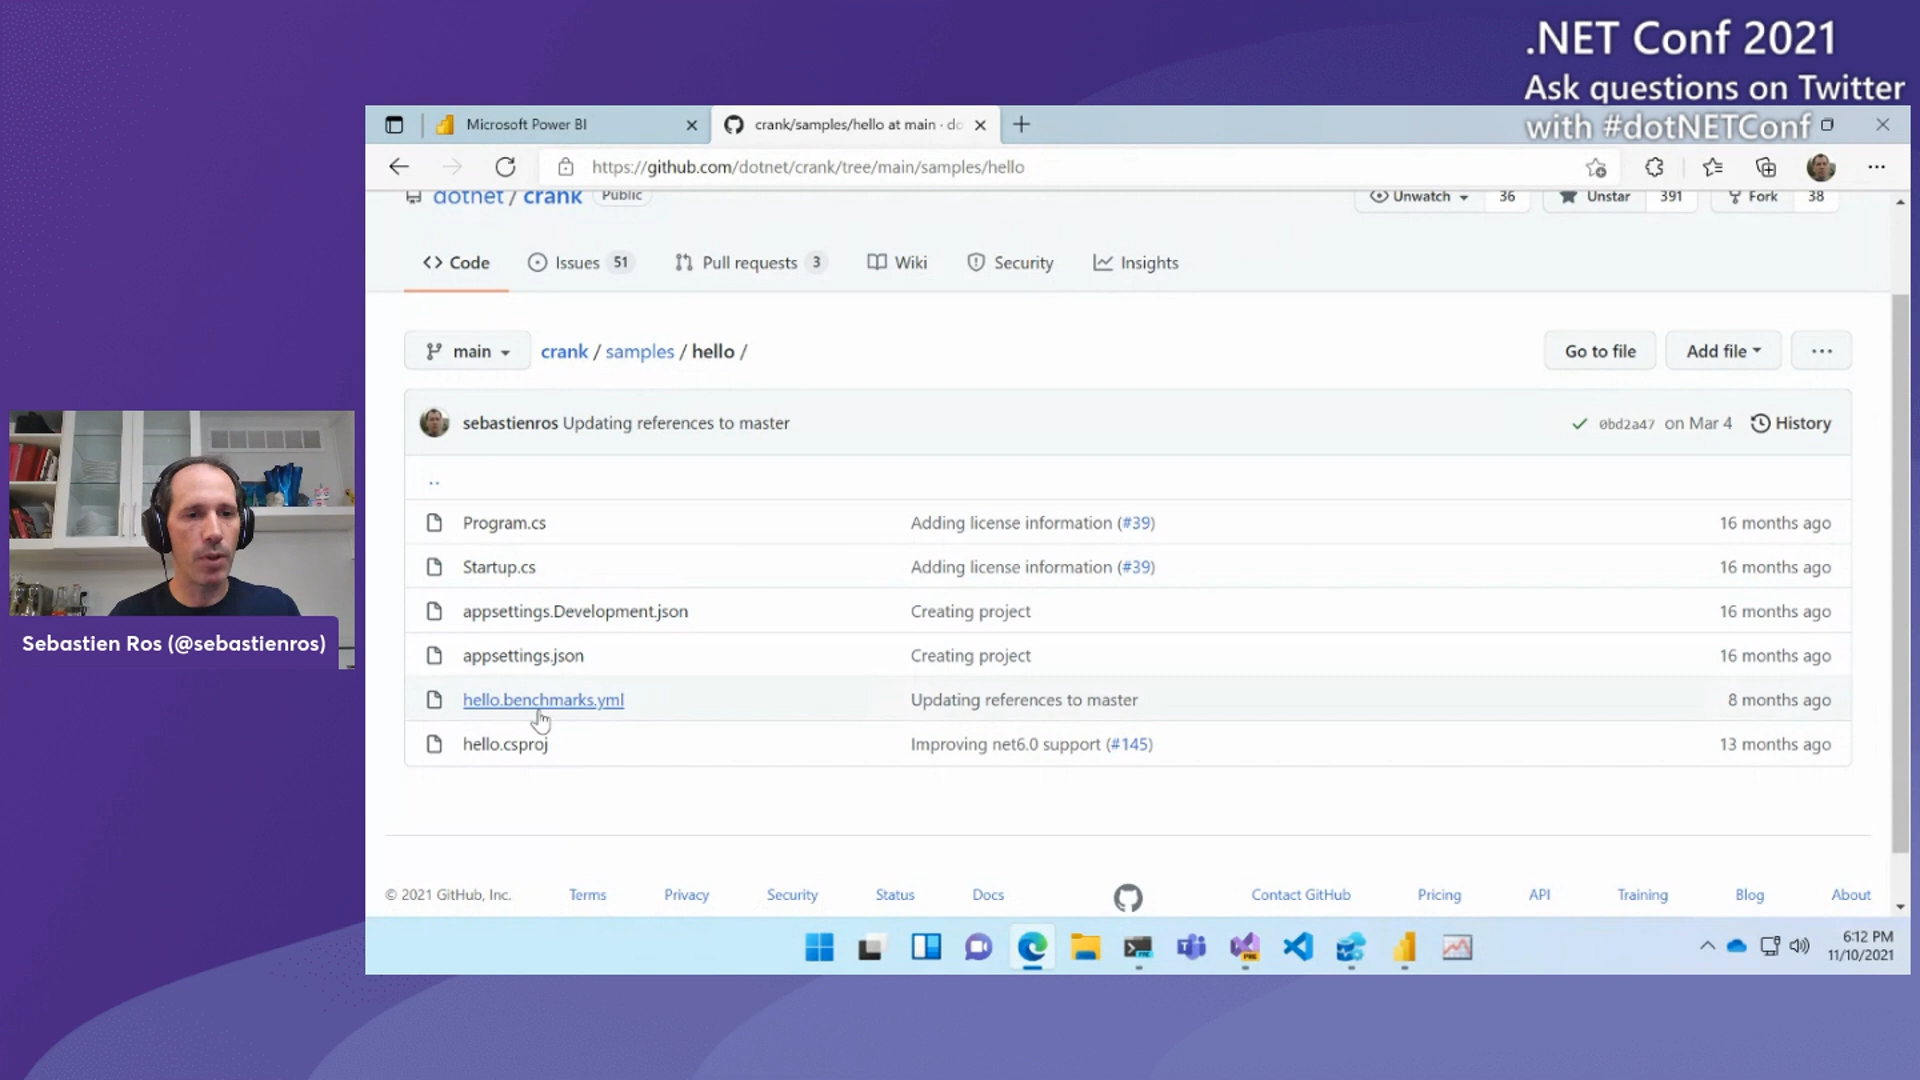 .NET Conf 2021
Ask questions on Twitter
with #dotNETConf
Microsoft Power BI
crank/samples/hello at main · do
https://github.com/dotnet/crank/tree/main/samples/hello
dotnet / crank Public
Unwatch 36 Unstar 391 Fork 38
Code Issues 51 Pull requests 3 Wiki Security Insights
main crank / samples / hello / Go to file Add file ...
sebastienros Updating references to master 0bd2a47 on Mar 4 History
..
Program.cs Adding license information (#39) 16 months ago
Startup.cs Adding license information (#39) 16 months ago
appsettings.Development.json Creating project 16 months ago
appsettings.json Creating project 16 months ago
hello.benchmarks.yml Updating references to master 8 months ago
hello.csproj Improving net6.0 support (#145) 13 months ago
Sebastien Ros (@sebastienros)
© 2021 GitHub, Inc. Terms Privacy Security Status Docs Contact GitHub Pricing API Training Blog About
6:12 PM
11/10/2021